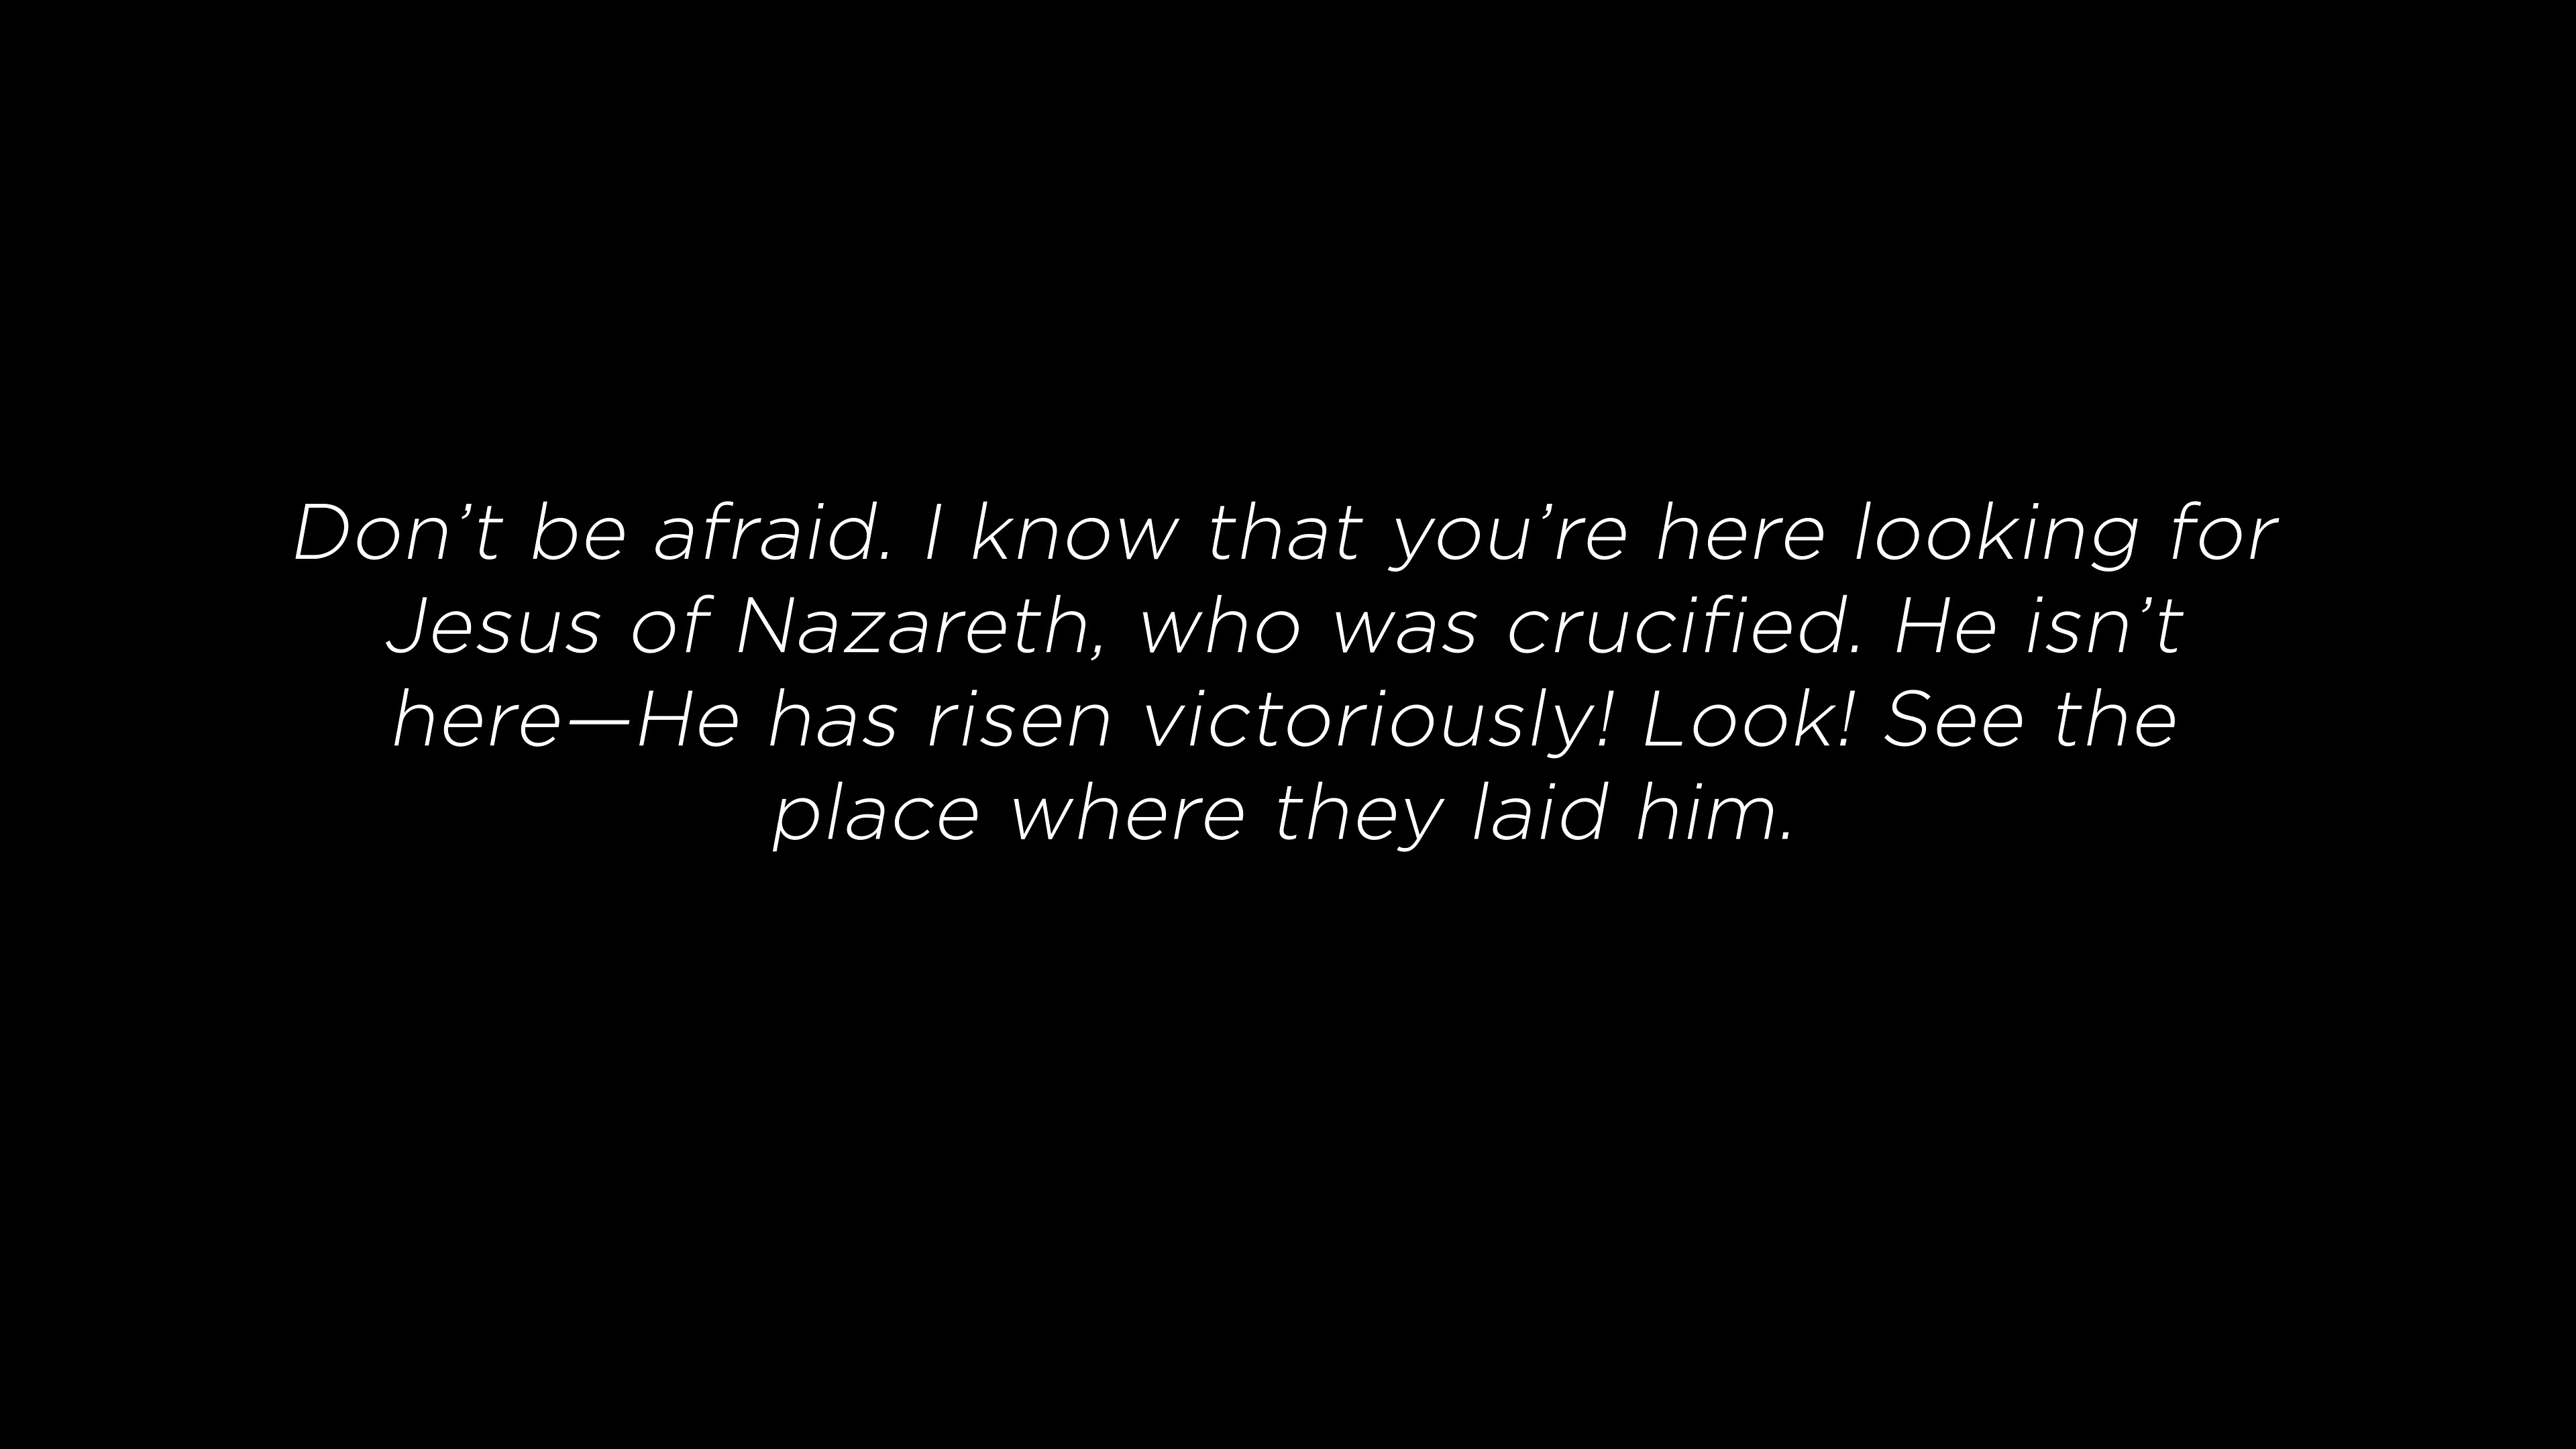 Don’t be afraid. I know that you’re here looking for
Jesus of Nazareth, who was crucified. He isn’t
here—He has risen victoriously! Look! See the
place where they laid him.